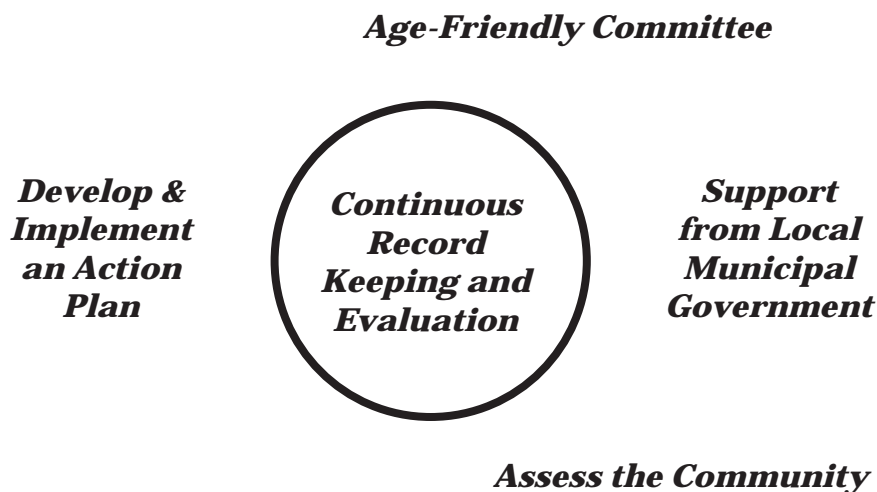 Age-Friendly Committee
Develop &
Implement
an Action
Plan
Continuous
Record
Keeping and
Evaluation
Support
from Local
Municipal
Government
Assess the Community